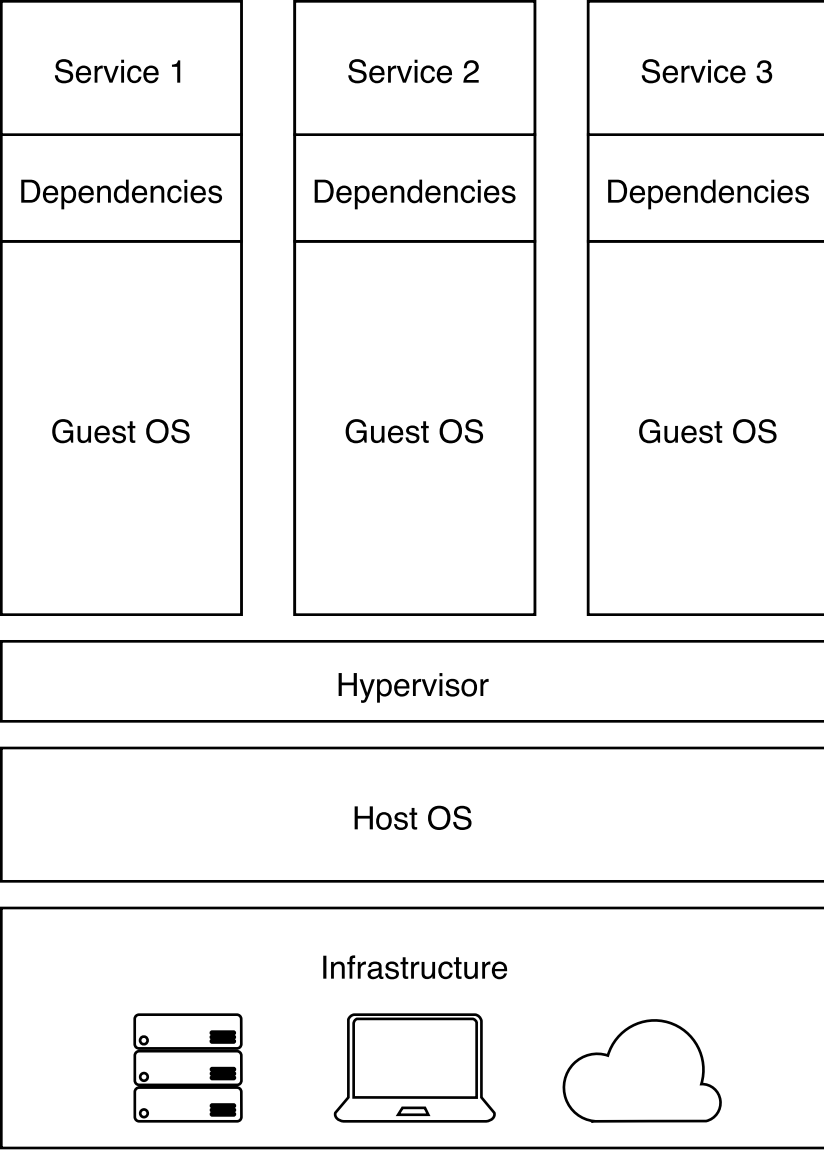 Service 1
Service 2
Service 3
Dependencies
Dependencies
Dependencies
Guest OS
Guest OS
Guest OS
Hypervisor
Host OS
Infrastructure